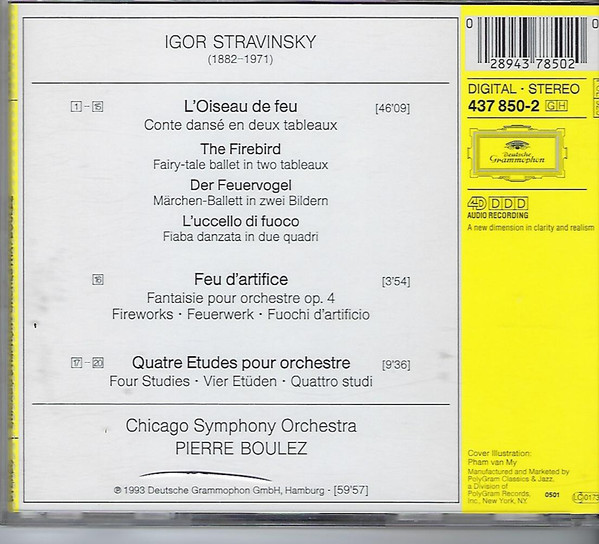 IGOR STRAVINSKY
(1882–1971)
1 – 15 L'Oiseau de feu [46'09]
Conte dansé en deux tableaux
The Firebird
Fairy-tale ballet in two tableaux
Der Feuervogel
Märchen-Ballett in zwei Bildern
L'uccello di fuoco
Fiaba danzata in due quadri
16 Feu d'artifice [3'54]
Fantaisie pour orchestre op. 4
Fireworks · Feuerwerk · Fuochi d'artificio
17 – 20 Quatre Etudes pour orchestre [9'36]
Four Studies · Vier Etüden · Quattro studi
Chicago Symphony Orchestra
PIERRE BOULEZ
℗ 1993 Deutsche Grammophon GmbH, Hamburg · [59'57]
0 28943 78502
DIGITAL · STEREO
437 850-2 GH
Deutsche
Grammophon
4D DDD
AUDIO RECORDING
A new dimension in clarity and realism
Cover Illustration:
Pham van My
Manufactured and Marketed by
PolyGram Classics & Jazz,
a Division of
PolyGram Records,
Inc., New York, NY.
0501
LC 0173